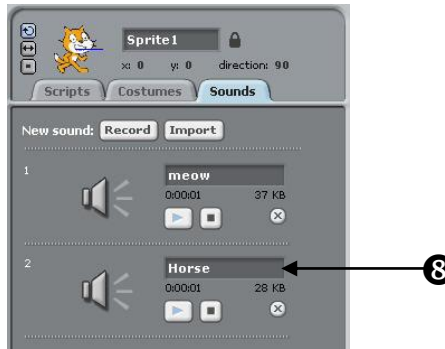 Sprite1
x: 0 y: 0 direction: 90
Scripts Costumes Sounds
New sound: Record Import
1
meow
0:00:01 37 KB
2
Horse
0:00:01 28 KB
8